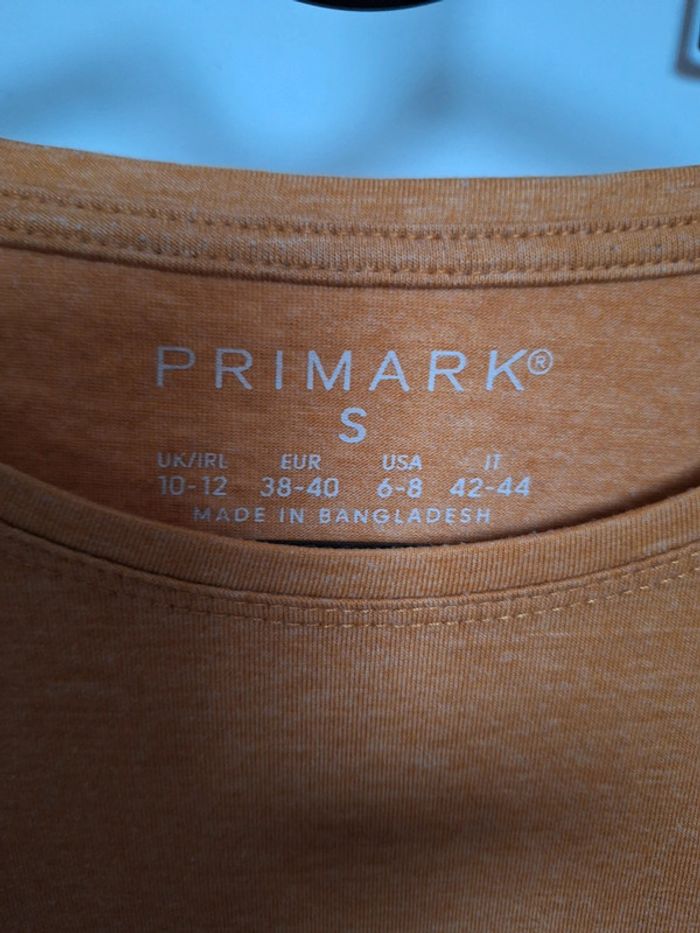 PRIMARK®
S
UK/IRL EUR USA IT
10-12 38-40 6-8 42-44
MADE IN BANGLADESH